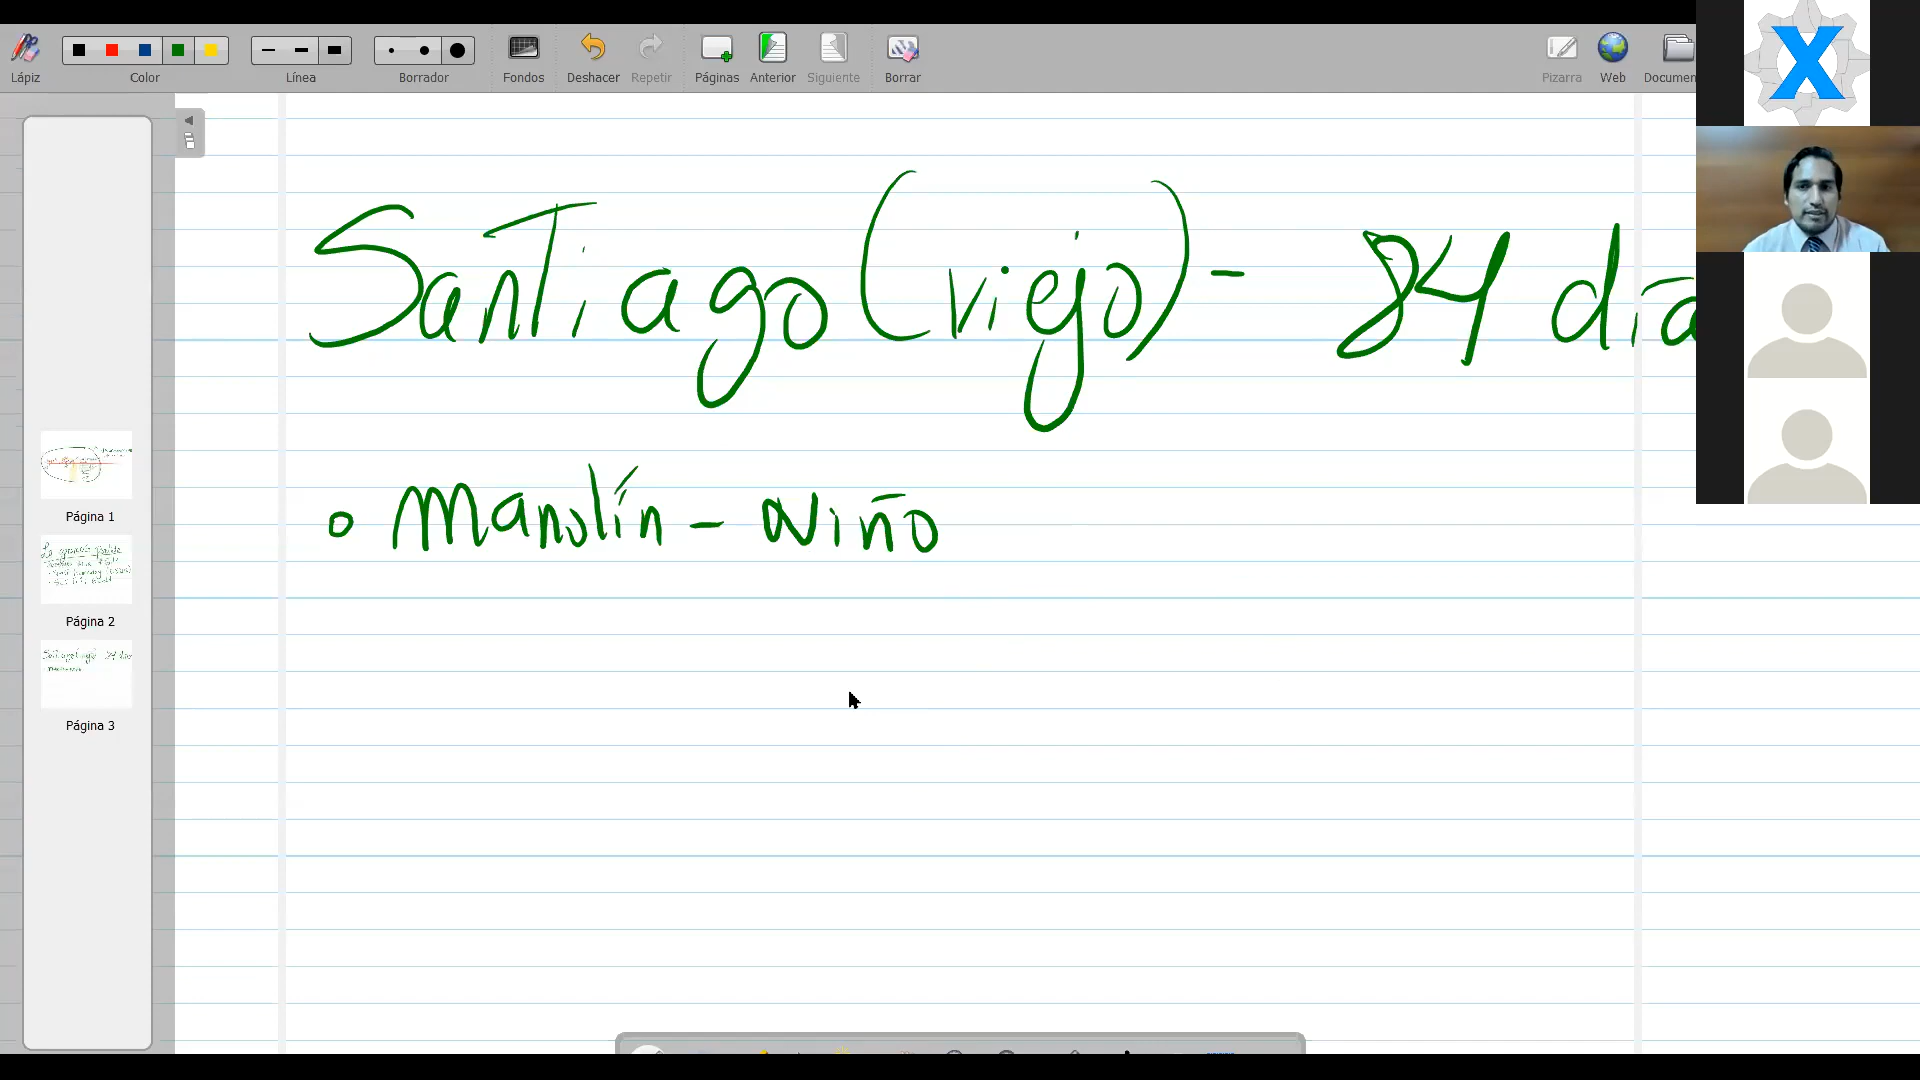 Lápiz Color Línea Borrador Fondos Deshacer Repetir Páginas Anterior Siguiente Borrar Pizarra Web Documen
X
Santiago (viejo) - 84 día
Manolín - Niño
Página 1
Página 2
Página 3